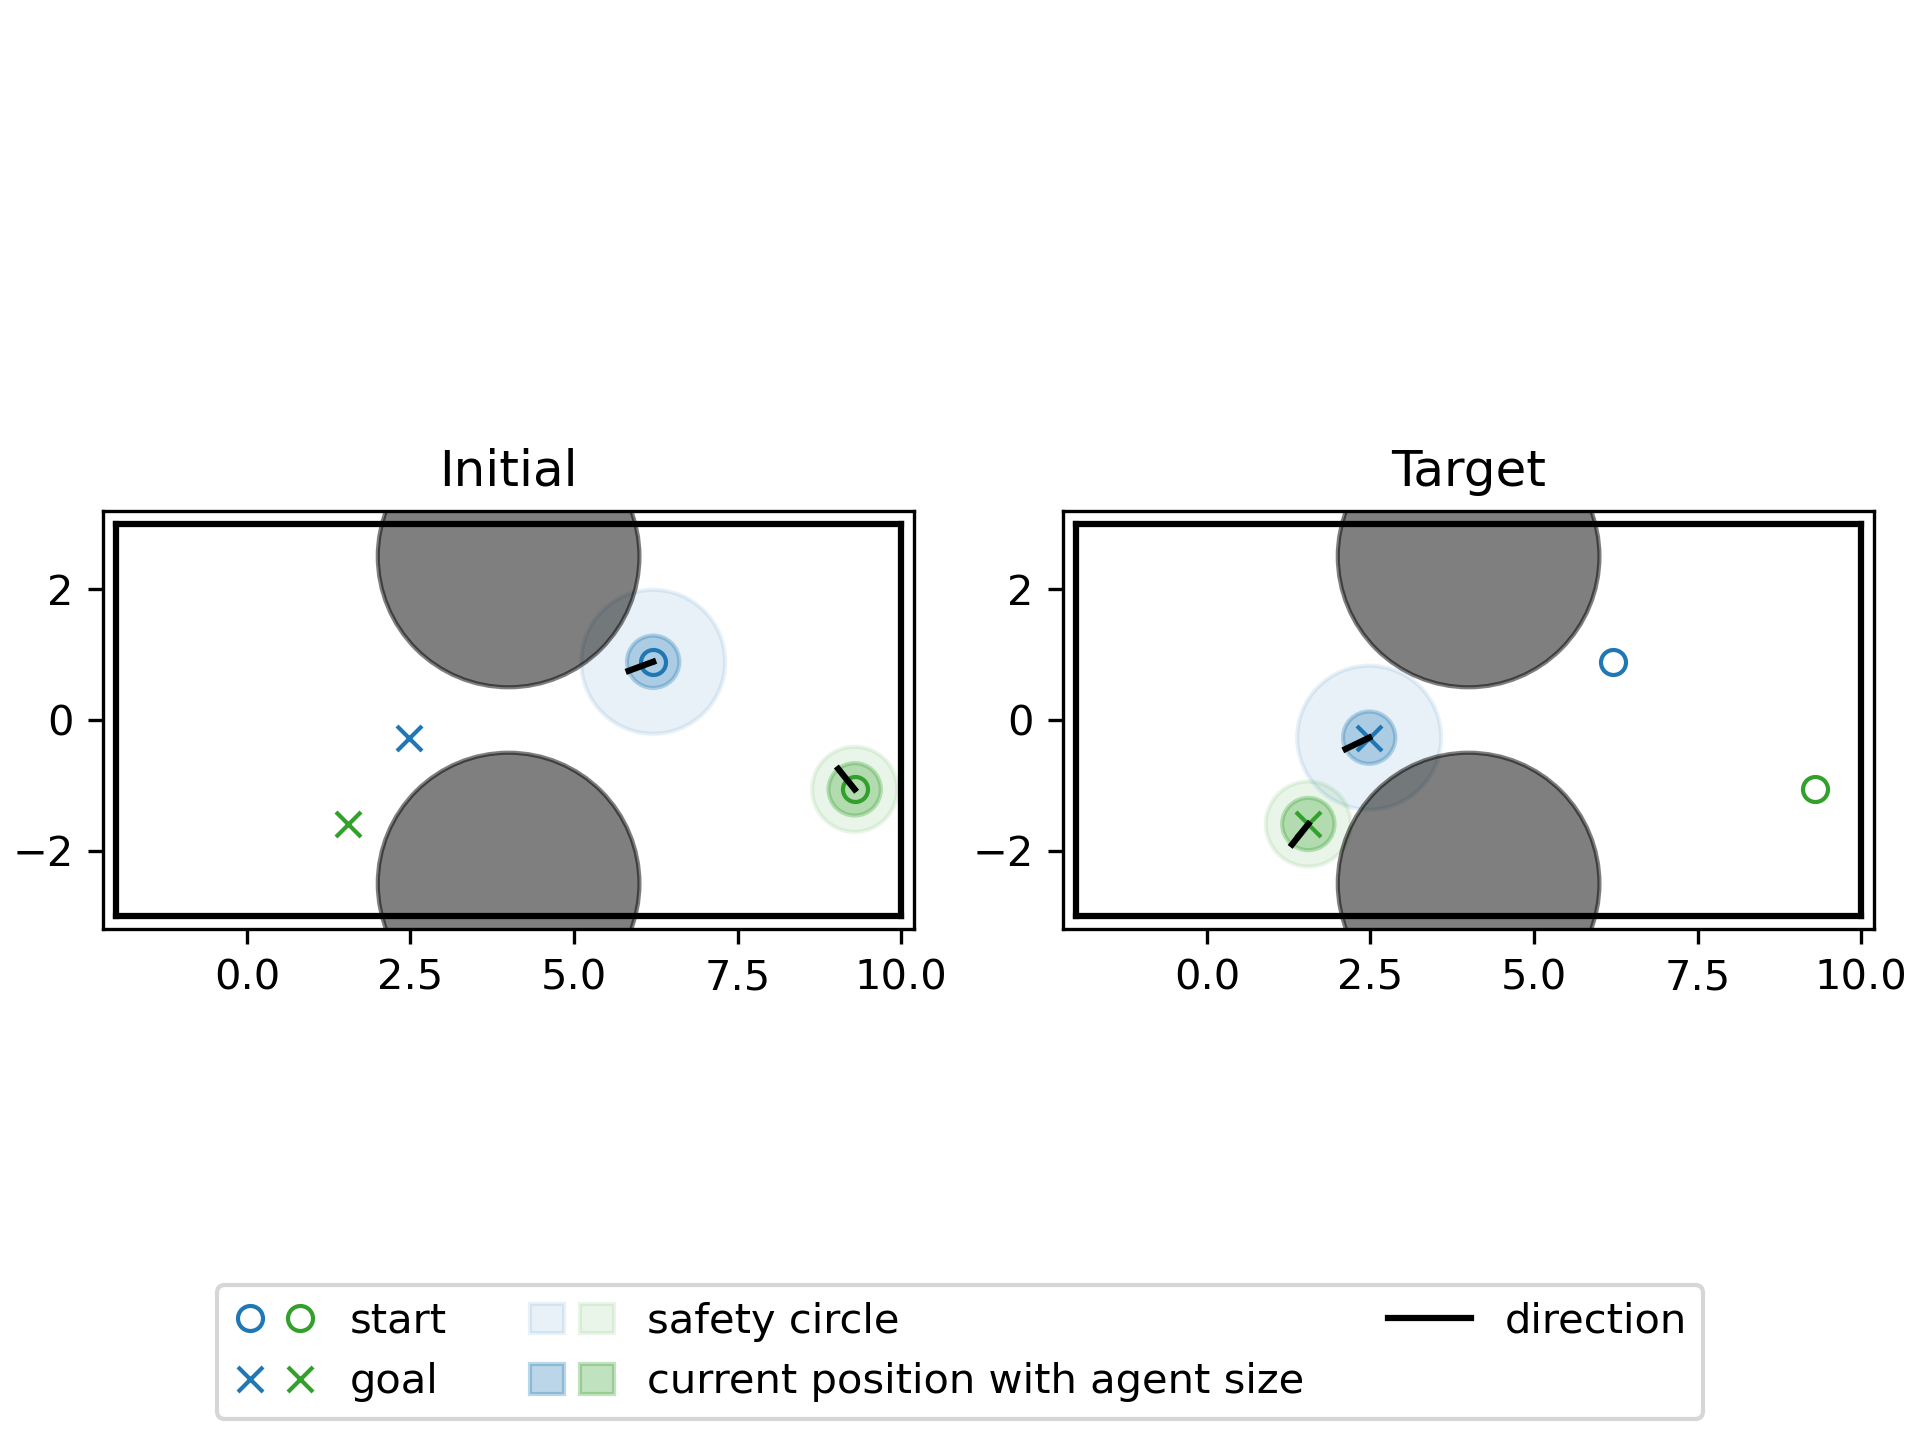 Initial
Target
2
0
−2
0.0 2.5 5.0 7.5 10.0
2
0
−2
0.0 2.5 5.0 7.5 10.0
start
goal
safety circle
current position with agent size
direction